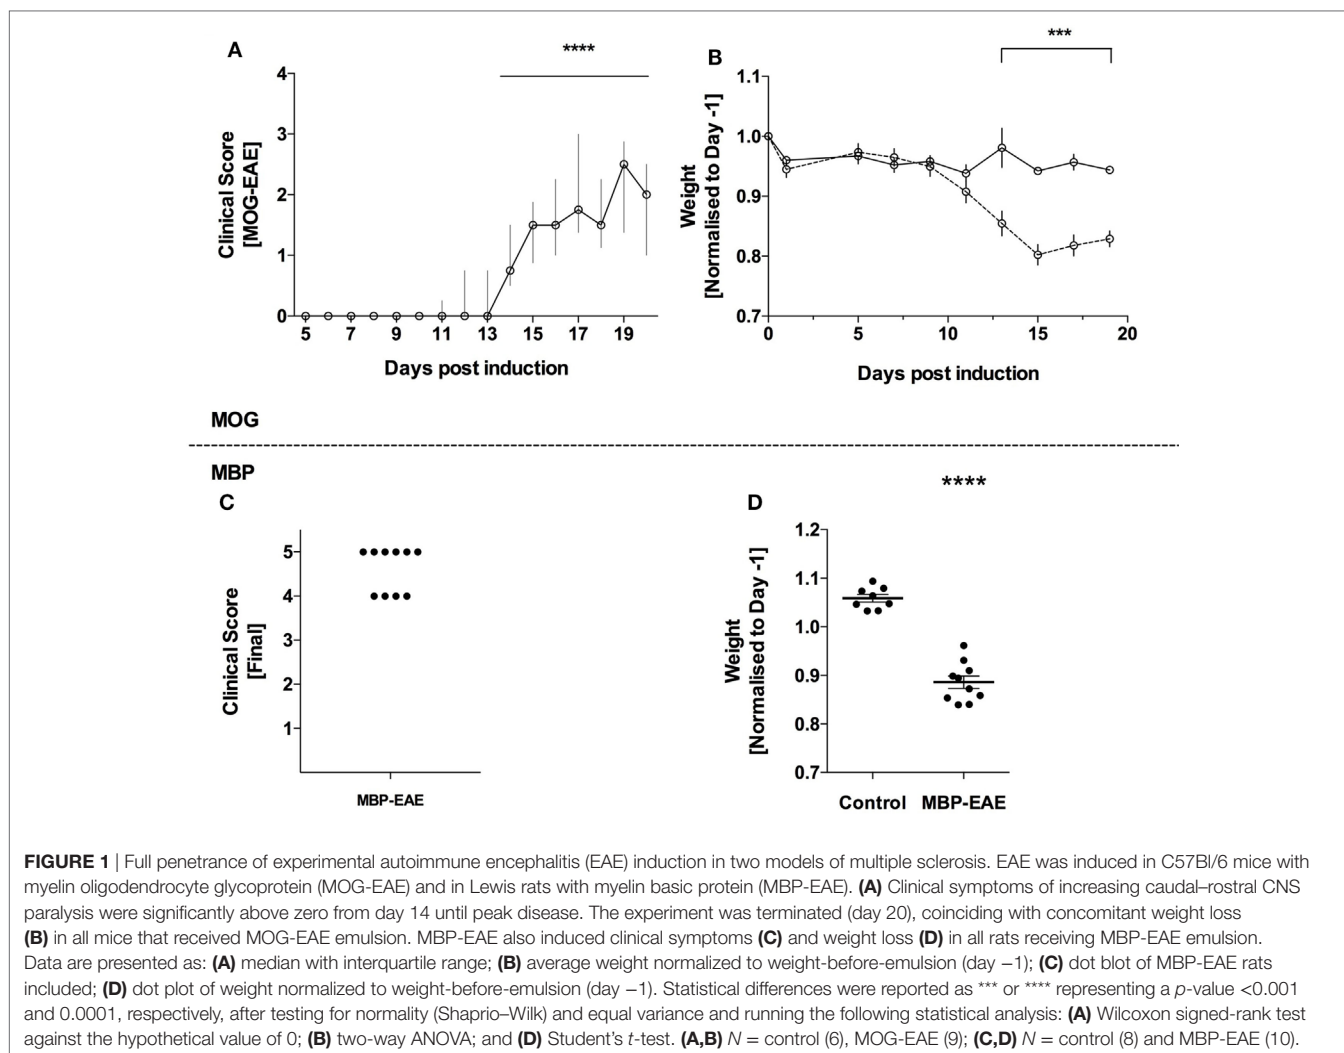 A
****
Clinical Score
[MOG-EAE]
4
3
2
1
0
5 7 9 11 13 15 17 19
Days post induction
B
***
Weight
[Normalised to Day -1]
1.1
1.0
0.9
0.8
0.7
0 5 10 15 20
Days post induction
MOG
MBP
C
Clinical Score
[Final]
5
4
3
2
1
MBP-EAE
D
****
Weight
[Normalised to Day -1]
1.2
1.1
1.0
0.9
0.8
0.7
Control MBP-EAE
FIGURE 1 | Full penetrance of experimental autoimmune encephalitis (EAE) induction in two models of multiple sclerosis. EAE was induced in C57Bl/6 mice with
myelin oligodendrocyte glycoprotein (MOG-EAE) and in Lewis rats with myelin basic protein (MBP-EAE). (A) Clinical symptoms of increasing caudal–rostral CNS
paralysis were significantly above zero from day 14 until peak disease. The experiment was terminated (day 20), coinciding with concomitant weight loss
(B) in all mice that received MOG-EAE emulsion. MBP-EAE also induced clinical symptoms (C) and weight loss (D) in all rats receiving MBP-EAE emulsion.
Data are presented as: (A) median with interquartile range; (B) average weight normalized to weight-before-emulsion (day −1); (C) dot blot of MBP-EAE rats
included; (D) dot plot of weight normalized to weight-before-emulsion (day −1). Statistical differences were reported as *** or **** representing a p-value <0.001
and 0.0001, respectively, after testing for normality (Shaprio–Wilk) and equal variance and running the following statistical analysis: (A) Wilcoxon signed-rank test
against the hypothetical value of 0; (B) two-way ANOVA; and (D) Student's t-test. (A,B) N = control (6), MOG-EAE (9); (C,D) N = control (8) and MBP-EAE (10).